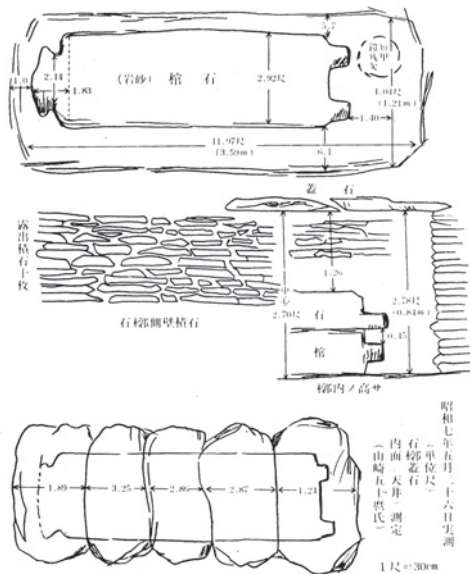 5.7
1.0
2.14
1.83
(岩砂) 棺石
2.92尺
1.04尺
(1.21m)
1.40
11.97尺
(3.59m)
6.1
蓋石
露出積石十枚
石槨側壁積石
2.70尺
1.26
石
棺
0.45
2.78尺
(0.84m)
槨内ノ高サ
1.89
3.25
2.86
2.87
1.24
昭和七年五月二十六日実測
(単位尺)
石槨蓋石
内面(天井)測定
(山崎五十麿氏)
1尺=30cm